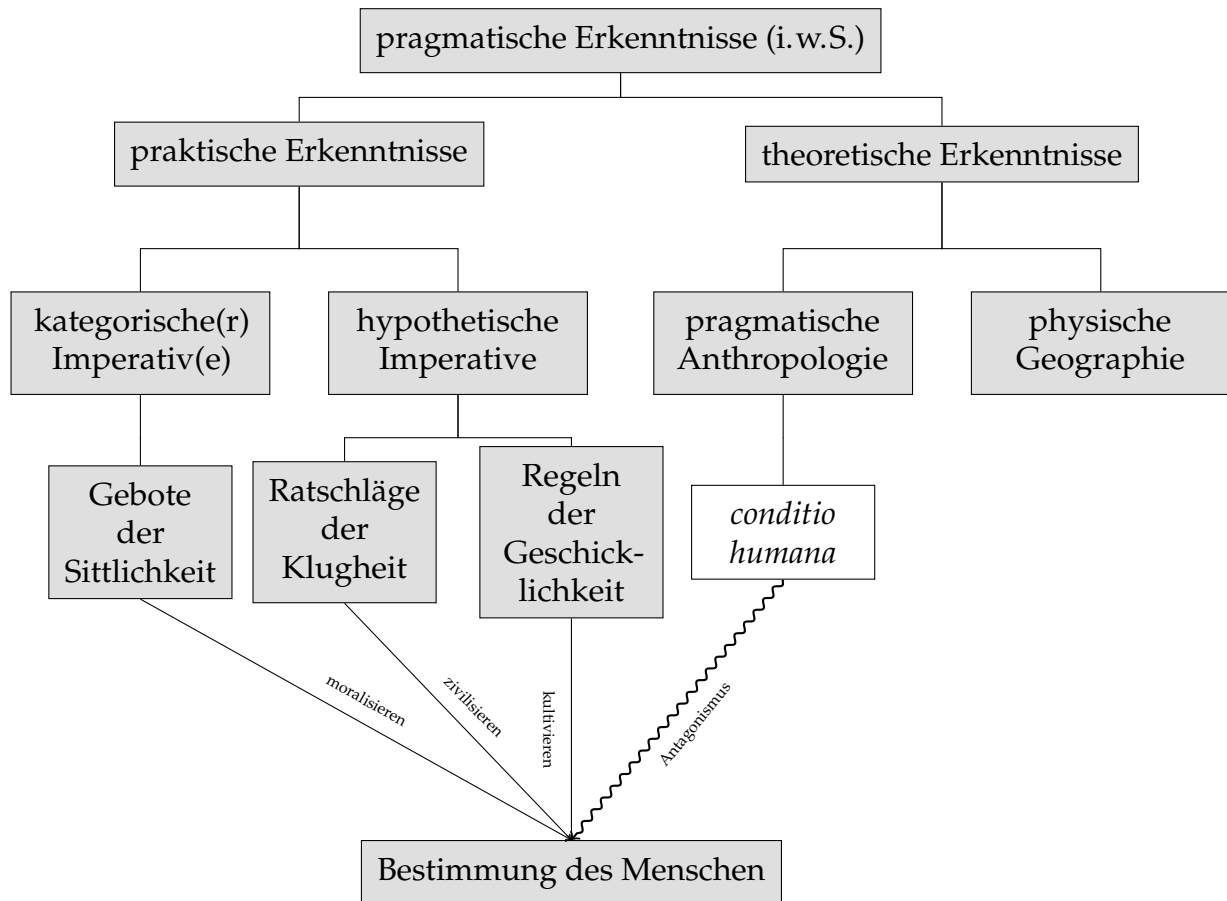 pragmatische Erkenntnisse (i.w.S.)
praktische Erkenntnisse
theoretische Erkenntnisse
kategorische(r)
Imperativ(e)
hypothetische
Imperative
pragmatische
Anthropologie
physische
Geographie
Gebote
der
Sittlichkeit
Ratschläge
der
Klugheit
Regeln
der
Geschick-
lichkeit
conditio
humana
moralisieren
zivilisieren
kultivieren
Antagonismus
Bestimmung des Menschen